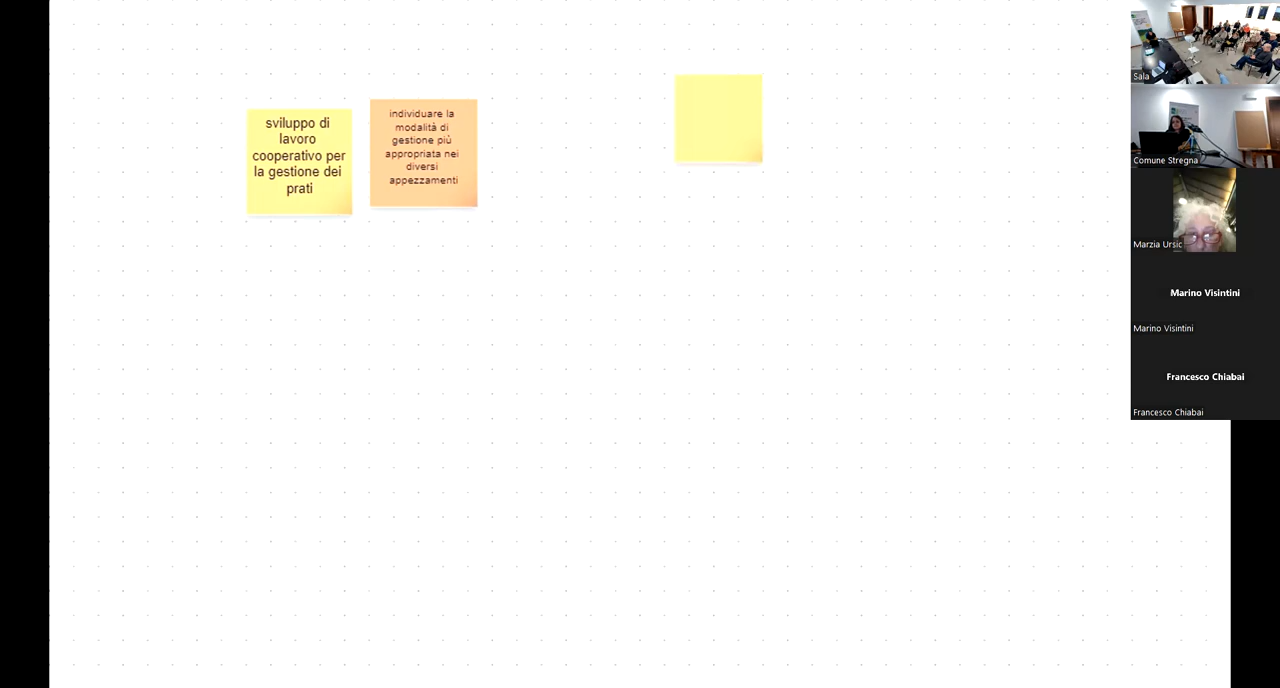 sviluppo di
lavoro
cooperativo per
la gestione dei
prati
individuare la
modalità di
gestione più
appropriata nei
diversi
appezzamenti
Sala
Comune Stregna
Marzia Ursic
Marino Visintini
Marino Visintini
Francesco Chiabai
Francesco Chiabai